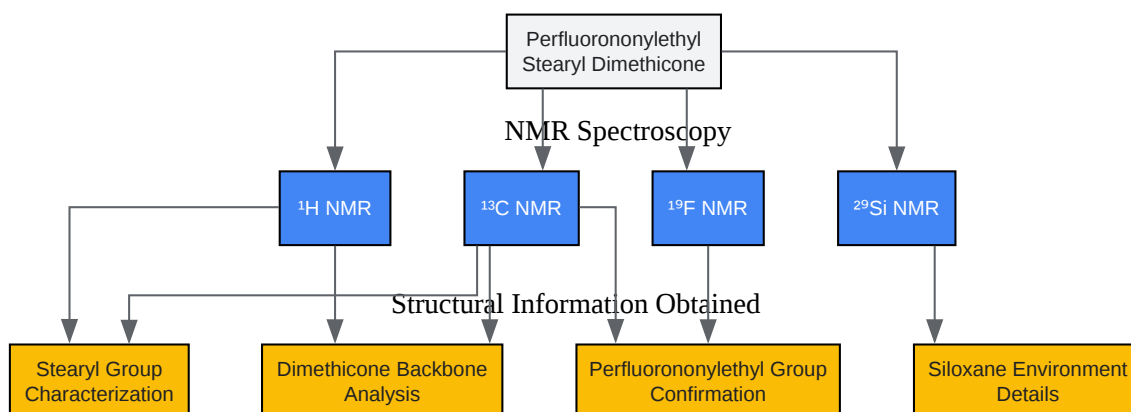 Perfluorononylethyl
Stearyl Dimethicone
NMR Spectroscopy
¹H NMR
¹³C NMR
¹⁹F NMR
²⁹Si NMR
Structural Information Obtained
Stearyl Group
Characterization
Dimethicone Backbone
Analysis
Perfluorononylethyl Group
Confirmation
Siloxane Environment
Details